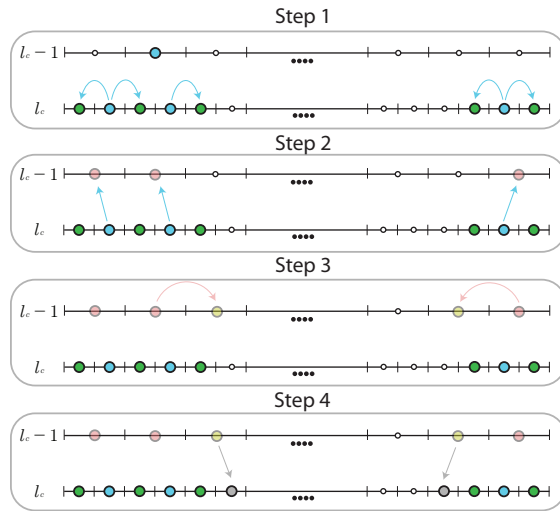 Step 1
l_c − 1
l_c
Step 2
l_c − 1
l_c
Step 3
l_c − 1
l_c
Step 4
l_c − 1
l_c